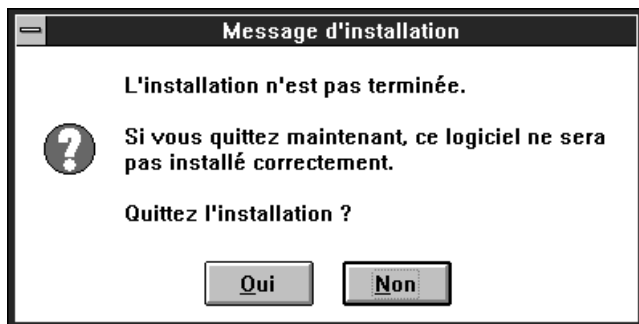 Message d'installation
L'installation n'est pas terminée.
Si vous quittez maintenant, ce logiciel ne sera
pas installé correctement.
Quittez l'installation ?
Oui
Non